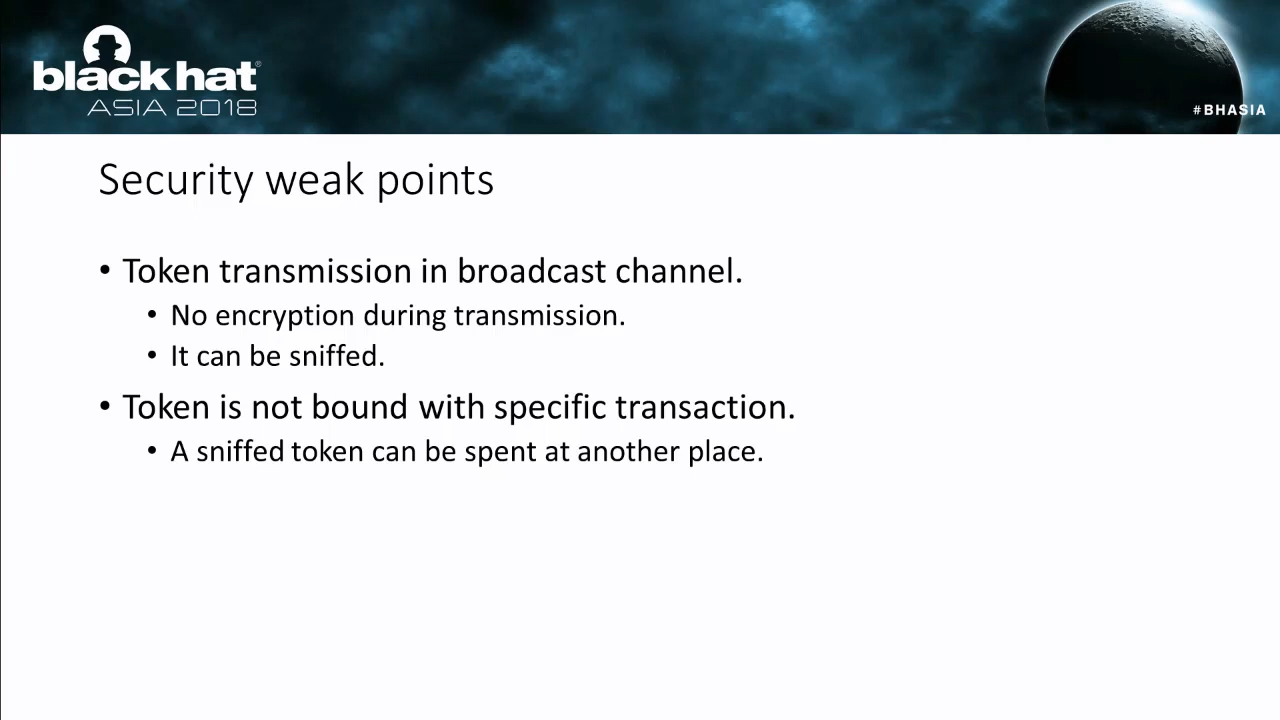 black hat®
ASIA 2018
#BHASIA
Security weak points
• Token transmission in broadcast channel.
• No encryption during transmission.
• It can be sniffed.
• Token is not bound with specific transaction.
• A sniffed token can be spent at another place.